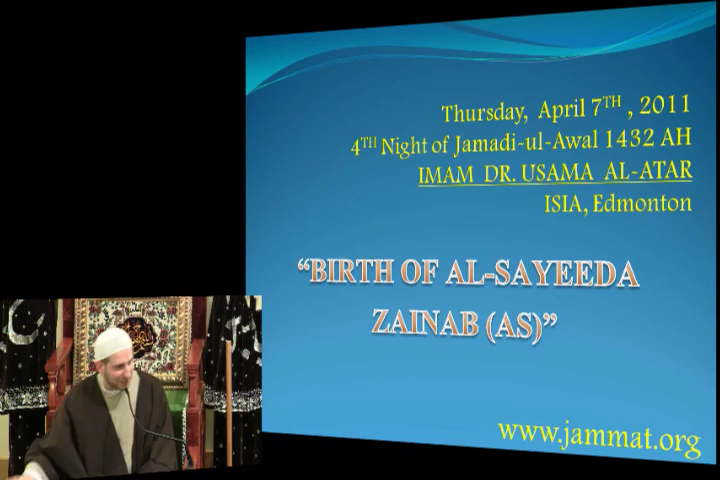 Thursday, April 7TH , 2011
4TH Night of Jamadi-ul-Awal 1432 AH
IMAM DR. USAMA AL-ATAR
ISIA, Edmonton
“BIRTH OF AL-SAYEEDA
ZAINAB (AS)”
www.jammat.org